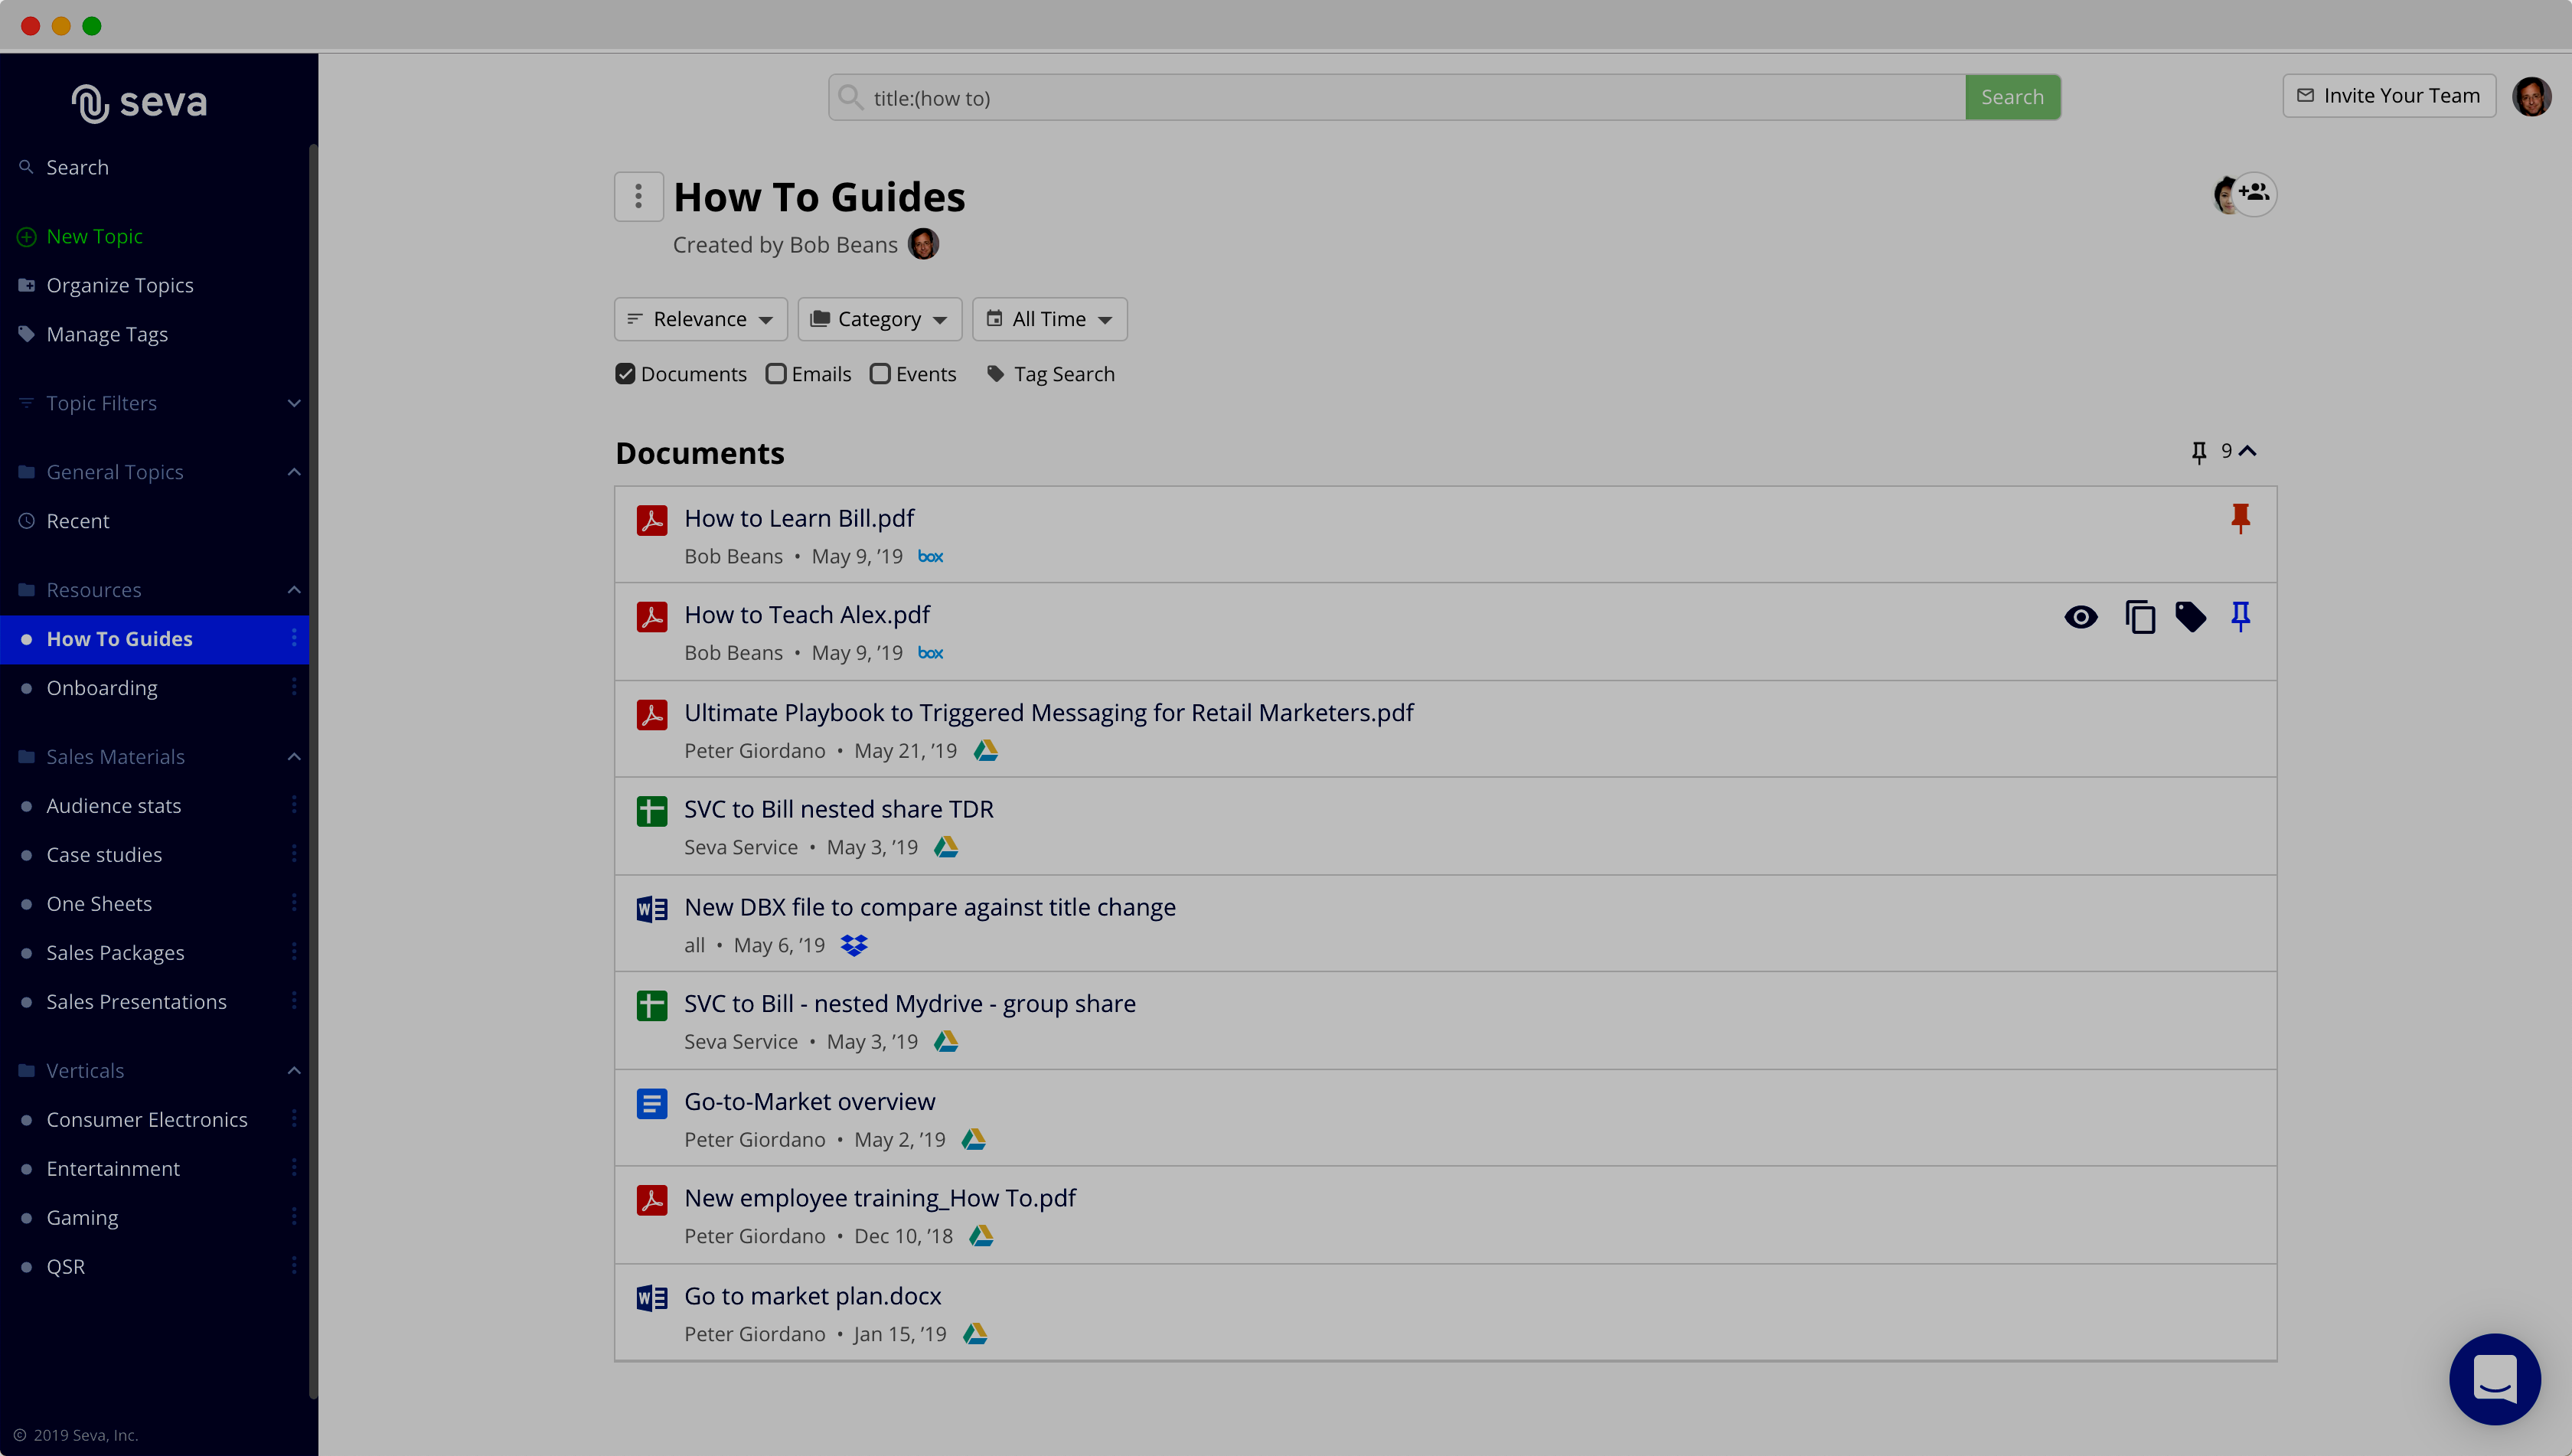 seva
Search
New Topic
Organize Topics
Manage Tags
Topic Filters
General Topics
Recent
Resources
How To Guides
Onboarding
Sales Materials
Audience stats
Case studies
One Sheets
Sales Packages
Sales Presentations
Verticals
Consumer Electronics
Entertainment
Gaming
QSR
© 2019 Seva, Inc.
title:(how to)
Search
Invite Your Team
How To Guides
Created by Bob Beans
Relevance Category All Time
Documents Emails Events Tag Search
Documents 9
How to Learn Bill.pdf
Bob Beans • May 9, ’19 box
How to Teach Alex.pdf
Bob Beans • May 9, ’19 box
Ultimate Playbook to Triggered Messaging for Retail Marketers.pdf
Peter Giordano • May 21, ’19
SVC to Bill nested share TDR
Seva Service • May 3, ’19
W New DBX file to compare against title change
all • May 6, ’19
SVC to Bill - nested Mydrive - group share
Seva Service • May 3, ’19
Go-to-Market overview
Peter Giordano • May 2, ’19
New employee training_How To.pdf
Peter Giordano • Dec 10, ’18
W Go to market plan.docx
Peter Giordano • Jan 15, ’19